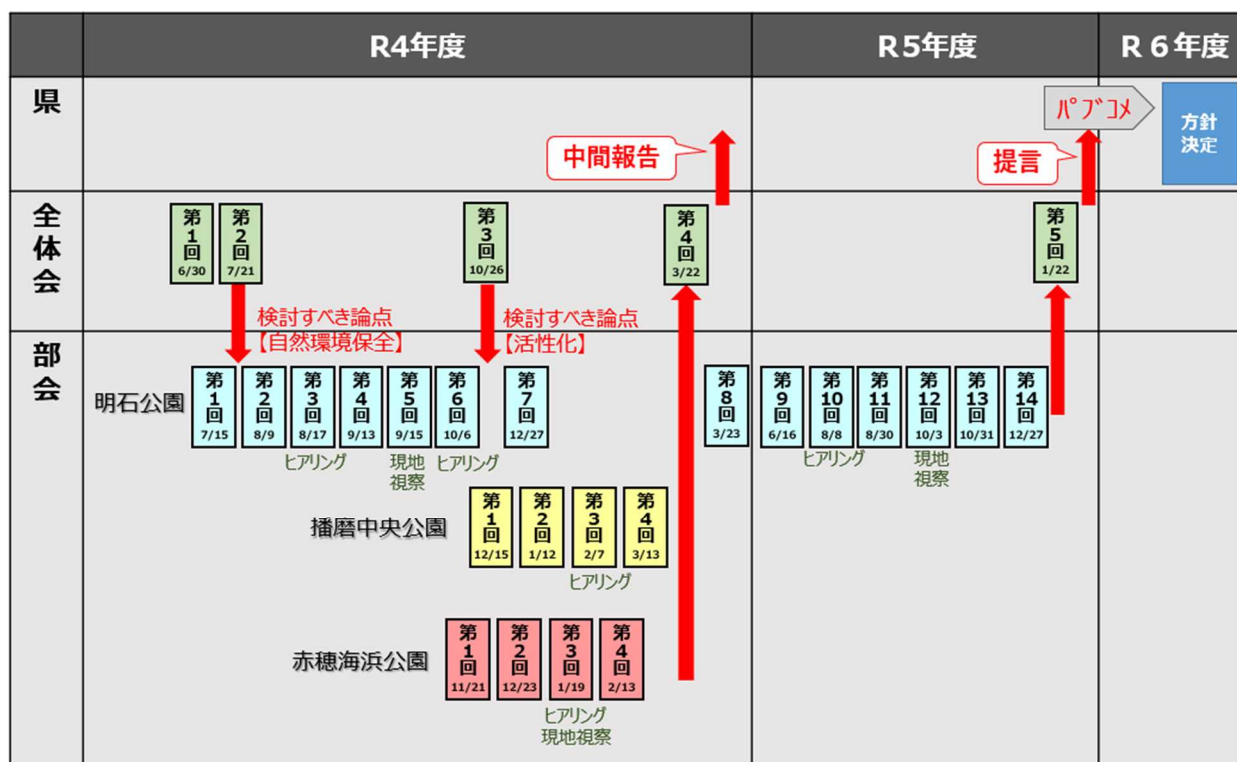 R4年度
R5年度
R6年度
県
中間報告
提言
パブコメ
方針
決定
全体会
第1回
6/30
第2回
7/21
第3回
10/26
第4回
3/22
第5回
1/22
検討すべき論点
【自然環境保全】
検討すべき論点
【活性化】
部会
明石公園
第1回
7/15
第2回
8/9
第3回
8/17
第4回
9/13
第5回
9/15
第6回
10/6
第7回
12/27
第8回
3/23
第9回
6/16
第10回
8/8
第11回
8/30
第12回
10/3
第13回
10/31
第14回
12/27
ヒアリング
現地
視察
ヒアリング
ヒアリング
現地
視察
播磨中央公園
第1回
12/15
第2回
1/12
第3回
2/7
第4回
3/13
ヒアリング
赤穂海浜公園
第1回
11/21
第2回
12/23
第3回
1/19
第4回
2/13
ヒアリング
現地視察